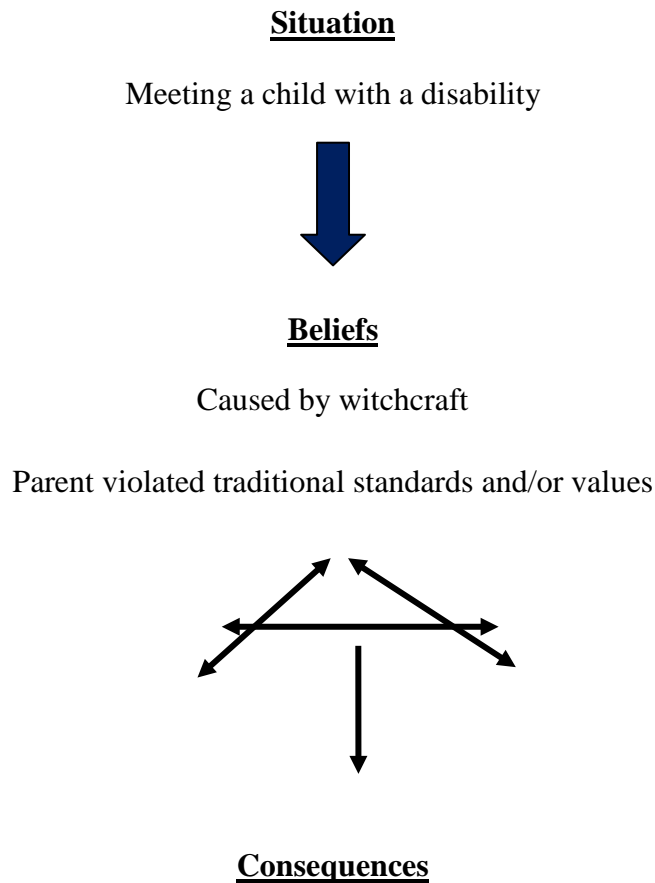 Situation
Meeting a child with a disability
Beliefs
Caused by witchcraft
Parent violated traditional standards and/or values
Consequences